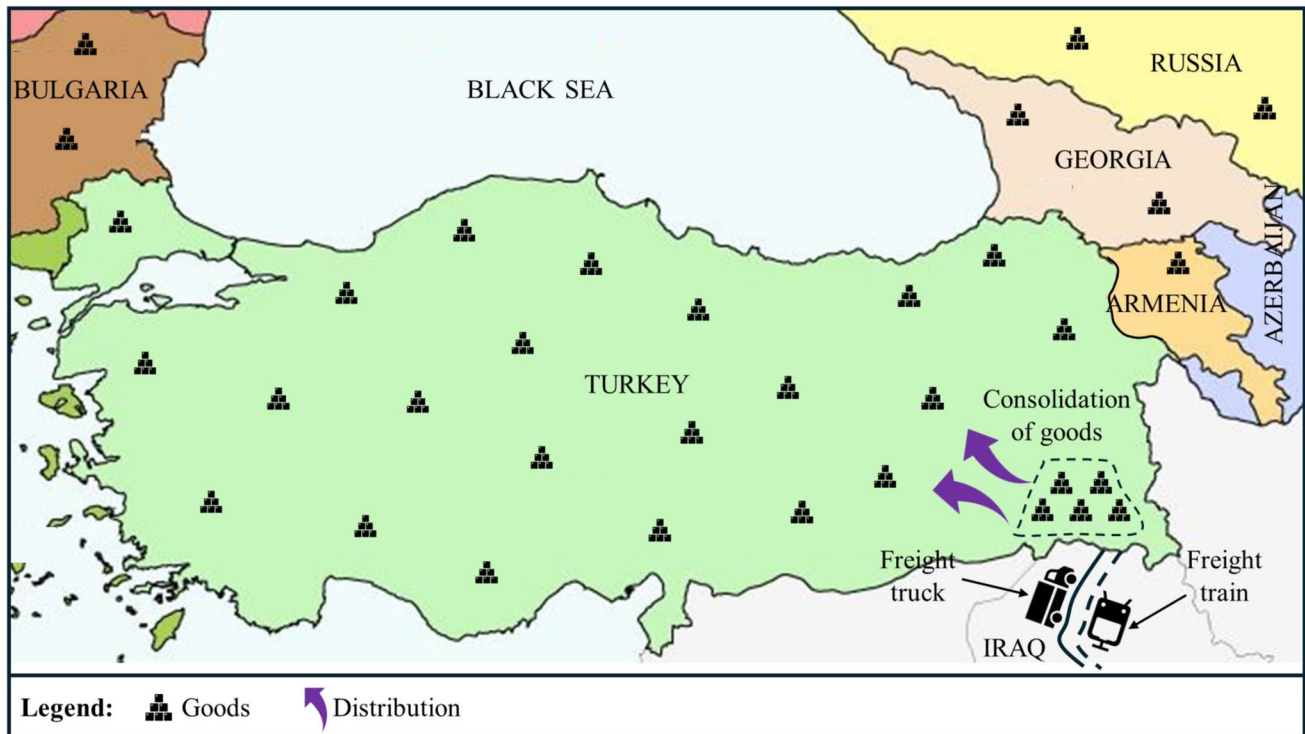 BULGARIA
BLACK SEA
RUSSIA
GEORGIA
AZERBAIJAN
ARMENIA
TURKEY
Consolidation
of goods
Freight
truck
Freight
train
IRAQ
Legend: Goods Distribution